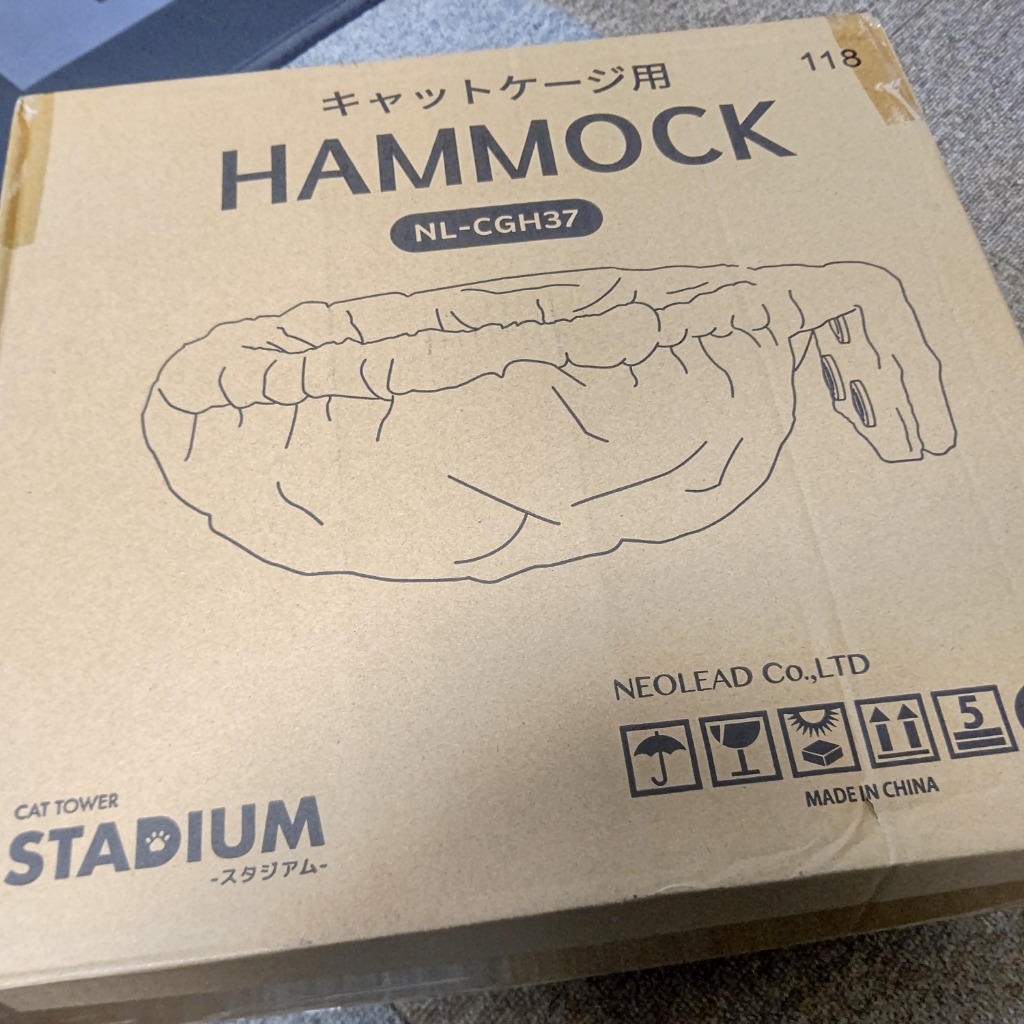 118
キャットケージ用
HAMMOCK
NL-CGH37
NEOLEAD Co.,LTD
5
MADE IN CHINA
CAT TOWER
STADIUM
-スタジアム-